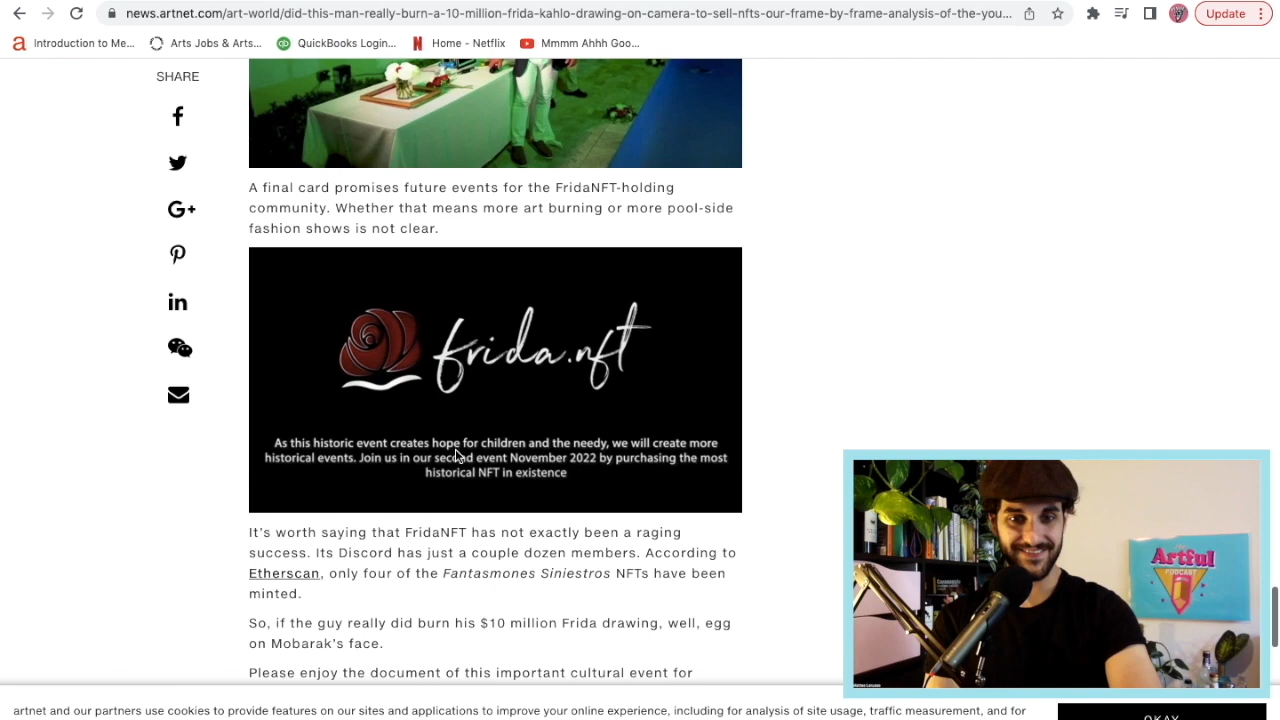 news.artnet.com/art-world/did-this-man-really-burn-a-10-million-frida-kahlo-drawing-on-camera-to-sell-nfts-our-frame-by-frame-analysis-of-the-you...
Update
Introduction to Me...
Arts Jobs & Arts...
QuickBooks Login...
Home - Netflix
Mmmm Ahhh Goo...
SHARE
A final card promises future events for the FridaNFT-holding
community. Whether that means more art burning or more pool-side
fashion shows is not clear.
frida.nft
As this historic event creates hope for children and the needy, we will create more
historical events. Join us in our second event November 2022 by purchasing the most
historical NFT in existence
It's worth saying that FridaNFT has not exactly been a raging
success. Its Discord has just a couple dozen members. According to
Etherscan, only four of the Fantasmones Siniestros NFTs have been
minted.
So, if the guy really did burn his $10 million Frida drawing, well, egg
on Mobarak's face.
Please enjoy the document of this important cultural event for
Artful
PODCAST
artnet and our partners use cookies to provide features on our sites and applications to improve your online experience, including for analysis of site usage, traffic measurement, and for
OKAY